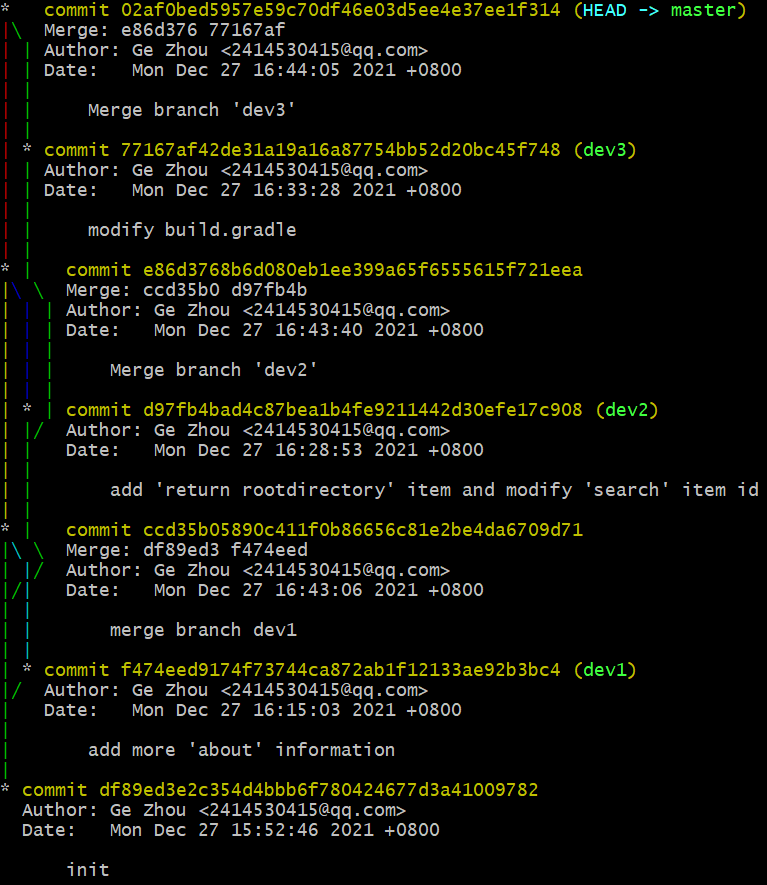 *   commit 02af0bed5957e59c70df46e03d5ee4e37ee1f314 (HEAD -> master)
|\  Merge: e86d376 77167af
| | Author: Ge Zhou <2414530415@qq.com>
| | Date:   Mon Dec 27 16:44:05 2021 +0800
| |
| |     Merge branch 'dev3'
| |
| * commit 77167af42de31a19a16a87754bb52d20bc45f748 (dev3)
| | Author: Ge Zhou <2414530415@qq.com>
| | Date:   Mon Dec 27 16:33:28 2021 +0800
| |
| |     modify build.gradle
| |
* |   commit e86d3768b6d080eb1ee399a65f6555615f721eea
|\ \  Merge: ccd35b0 d97fb4b
| | | Author: Ge Zhou <2414530415@qq.com>
| | | Date:   Mon Dec 27 16:43:40 2021 +0800
| | |
| | |     Merge branch 'dev2'
| | |
| * | commit d97fb4bad4c87bea1b4fe9211442d30efe17c908 (dev2)
| |/  Author: Ge Zhou <2414530415@qq.com>
| |   Date:   Mon Dec 27 16:28:53 2021 +0800
| |
| |       add 'return rootdirectory' item and modify 'search' item id
| |
* |   commit ccd35b05890c411f0b86656c81e2be4da6709d71
|\ \  Merge: df89ed3 f474eed
| |/  Author: Ge Zhou <2414530415@qq.com>
|/|   Date:   Mon Dec 27 16:43:06 2021 +0800
| |
| |       merge branch dev1
| |
| * commit f474eed9174f73744ca872ab1f12133ae92b3bc4 (dev1)
|/  Author: Ge Zhou <2414530415@qq.com>
|   Date:   Mon Dec 27 16:15:03 2021 +0800
|
|       add more 'about' information
|
* commit df89ed3e2c354d4bbb6f780424677d3a41009782
  Author: Ge Zhou <2414530415@qq.com>
  Date:   Mon Dec 27 15:52:46 2021 +0800

      init